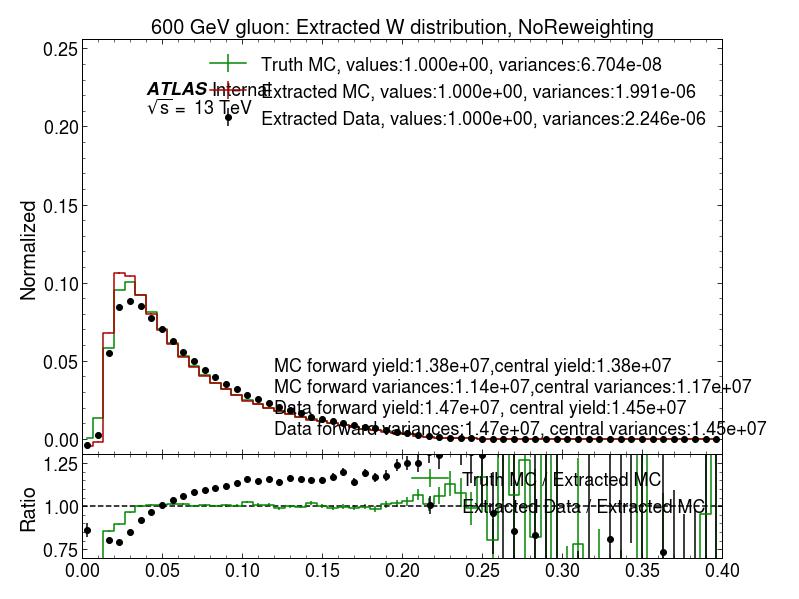 600 GeV gluon: Extracted W distribution, NoReweighting
Truth MC, values:1.000e+00, variances:6.704e-08
ATLAS Internal
Extracted MC, values:1.000e+00, variances:1.991e-06
√s = 13 TeV
Extracted Data, values:1.000e+00, variances:2.246e-06
Normalized
0.25
0.20
0.15
0.10
0.05
0.00
MC forward yield:1.38e+07,central yield:1.38e+07
MC forward variances:1.14e+07,central variances:1.17e+07
Data forward yield:1.47e+07, central yield:1.45e+07
Data forward variances:1.47e+07, central variances:1.45e+07
Ratio
1.25
1.00
0.75
Truth MC / Extracted MC
Extracted Data / Extracted MC
0.00 0.05 0.10 0.15 0.20 0.25 0.30 0.35 0.40